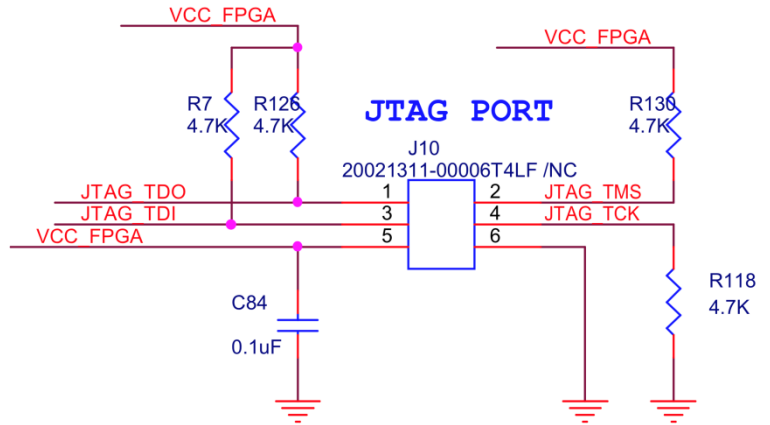 VCC_FPGA
VCC_FPGA
R7
R126
JTAG PORT
R130
4.7K
4.7K
4.7K
J10
20021311-00006T4LF /NC
JTAG_TDO
1
2
JTAG_TMS
JTAG_TDI
3
4
JTAG_TCK
VCC_FPGA
5
6
R118
C84
4.7K
0.1uF